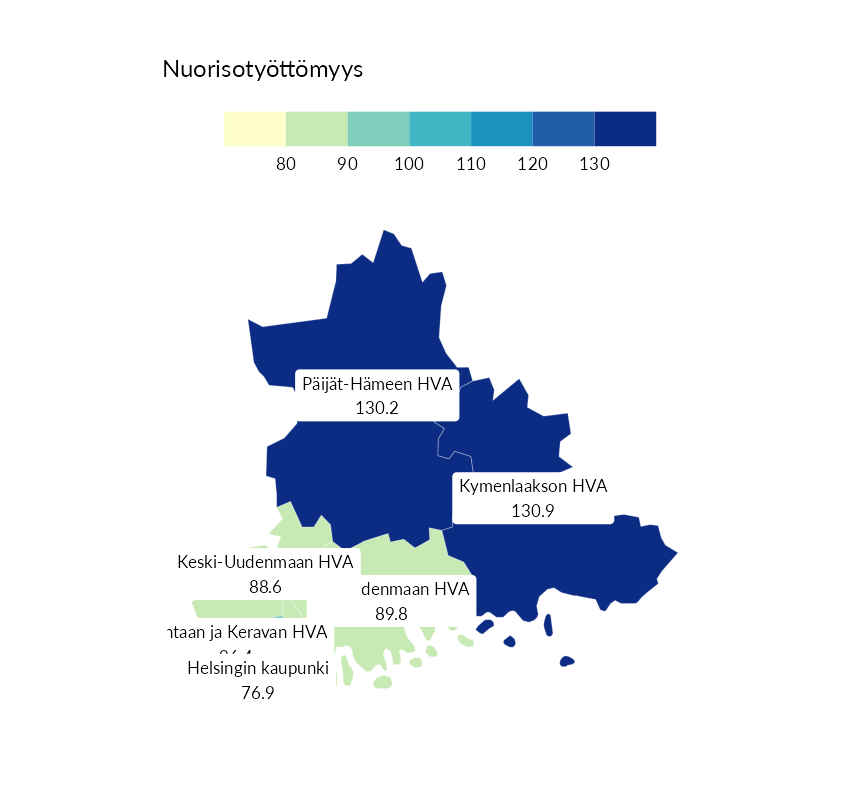 Nuorisotyöttömyys
80 90 100 110 120 130
Päijät-Hämeen HVA
130.2
Kymenlaakson HVA
130.9
Keski-Uudenmaan HVA
88.6
denmaan HVA
89.8
ntaan ja Keravan HVA
Helsingin kaupunki
76.9